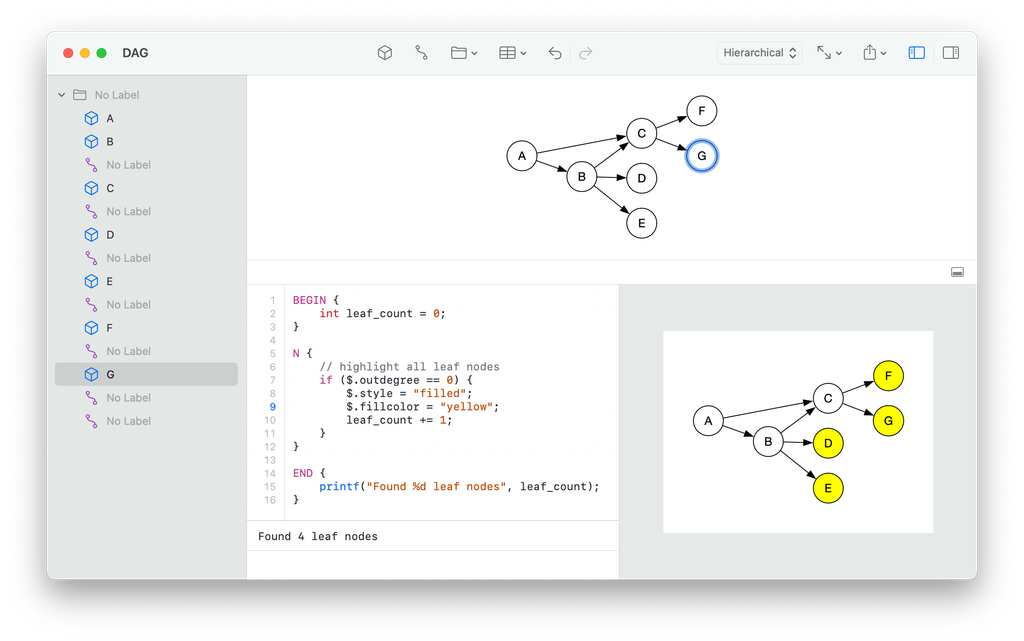 DAG
Hierarchical
No Label
A
B
No Label
C
No Label
D
No Label
E
No Label
F
No Label
G
No Label
No Label
A
B
C
D
E
F
G
1 BEGIN {
2 int leaf_count = 0;
3 }
4
5 N {
6 // highlight all leaf nodes
7 if ($.outdegree == 0) {
8 $.style = "filled";
9 $.fillcolor = "yellow";
10 leaf_count += 1;
11 }
12 }
13
14 END {
15 printf("Found %d leaf nodes", leaf_count);
16 }
Found 4 leaf nodes
A
B
C
D
E
F
G